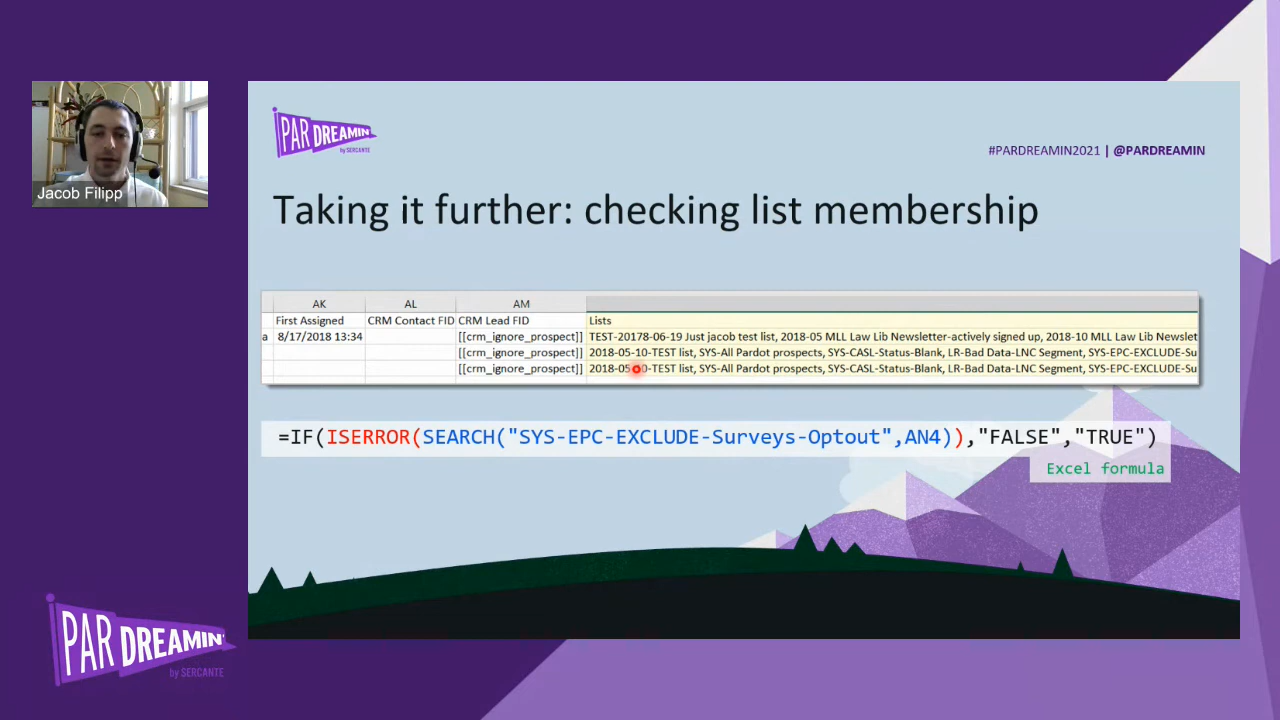 Jacob Filipp
PARDREAMIN
by SERCANTE
#PARDREAMIN2021 | @PARDREAMIN
Taking it further: checking list membership
AK AL AM
First Assigned CRM Contact FID CRM Lead FID Lists
a 8/17/2018 13:34 [[crm_ignore_prospect]] TEST-20178-06-19 Just jacob test list, 2018-05 MLL Law Lib Newsletter-actively signed up, 2018-10 MLL Law Lib Newslet
[[crm_ignore_prospect]] 2018-05-10-TEST list, SYS-All Pardot prospects, SYS-CASL-Status-Blank, LR-Bad Data-LNC Segment, SYS-EPC-EXCLUDE-Su
[[crm_ignore_prospect]] 2018-05-10-TEST list, SYS-All Pardot prospects, SYS-CASL-Status-Blank, LR-Bad Data-LNC Segment, SYS-EPC-EXCLUDE-Su
=IF(ISERROR(SEARCH("SYS-EPC-EXCLUDE-Surveys-Optout",AN4)),"FALSE","TRUE")
Excel formula
PAR DREAMIN'
by SERCANTE